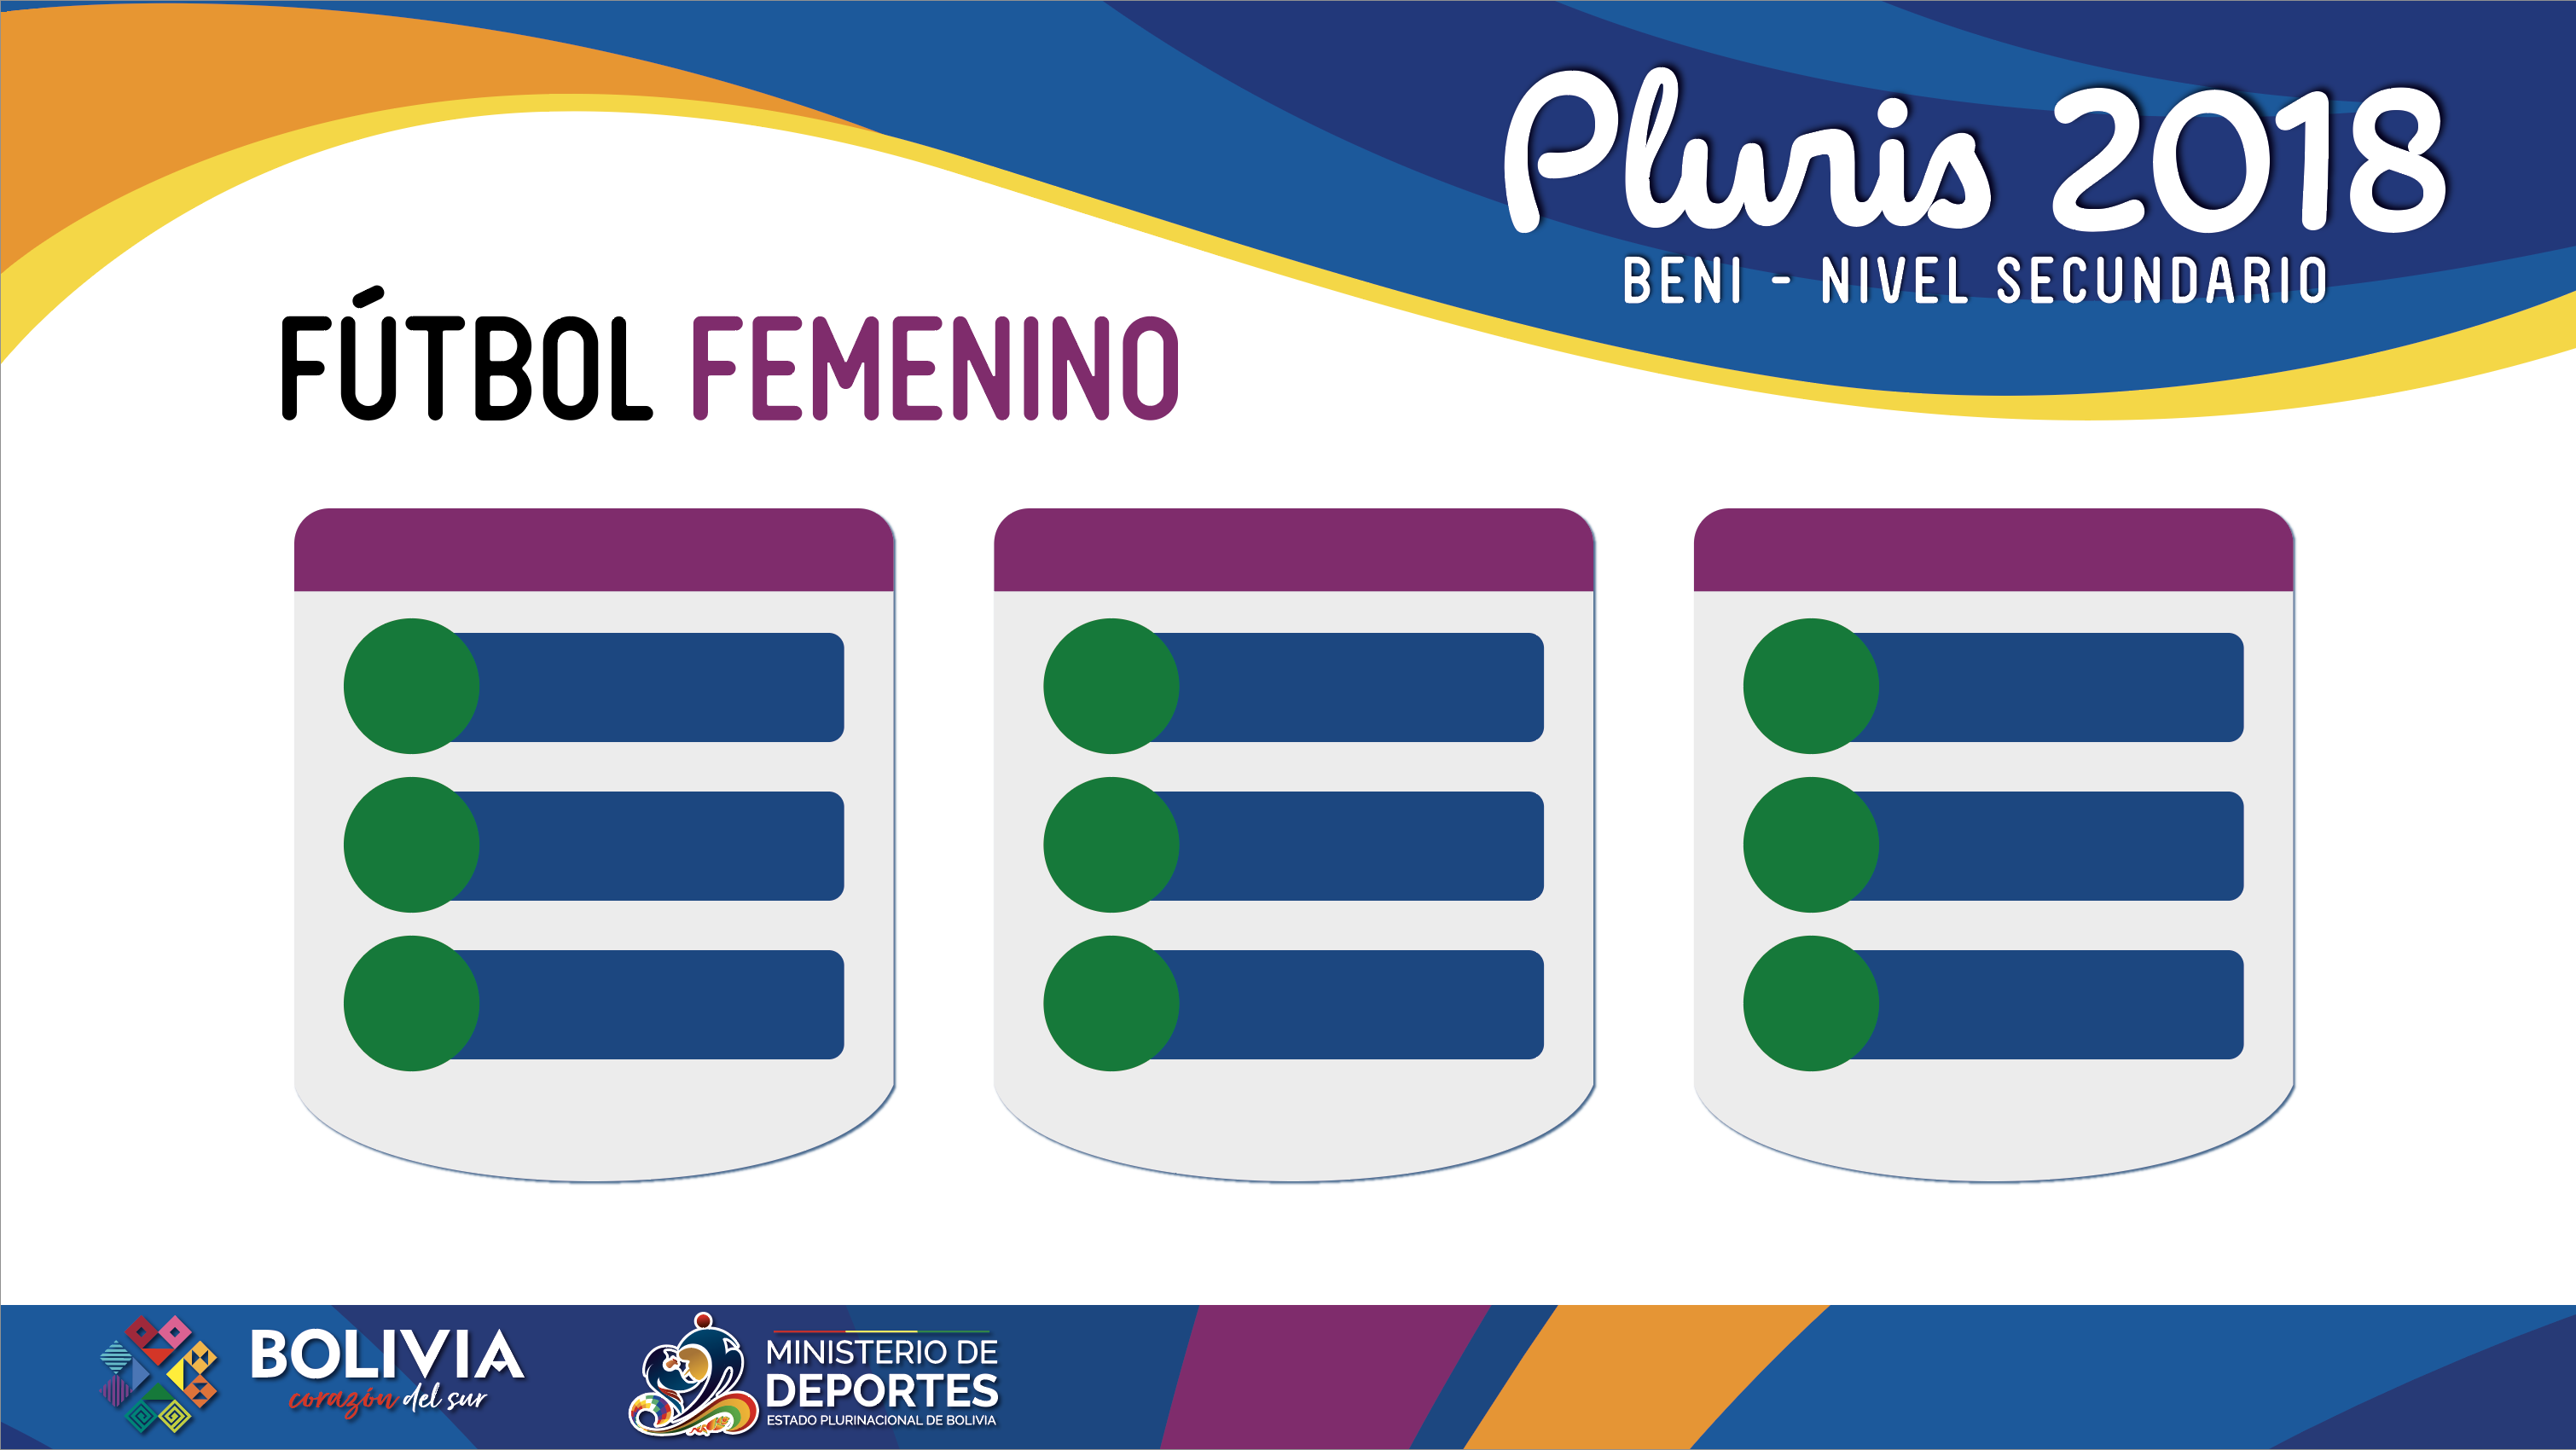 Pluris 2018
BENI - NIVEL SECUNDARIO
FÚTBOL FEMENINO
BOLIVIA
corazón del sur
MINISTERIO DE
DEPORTES
ESTADO PLURINACIONAL DE BOLIVIA